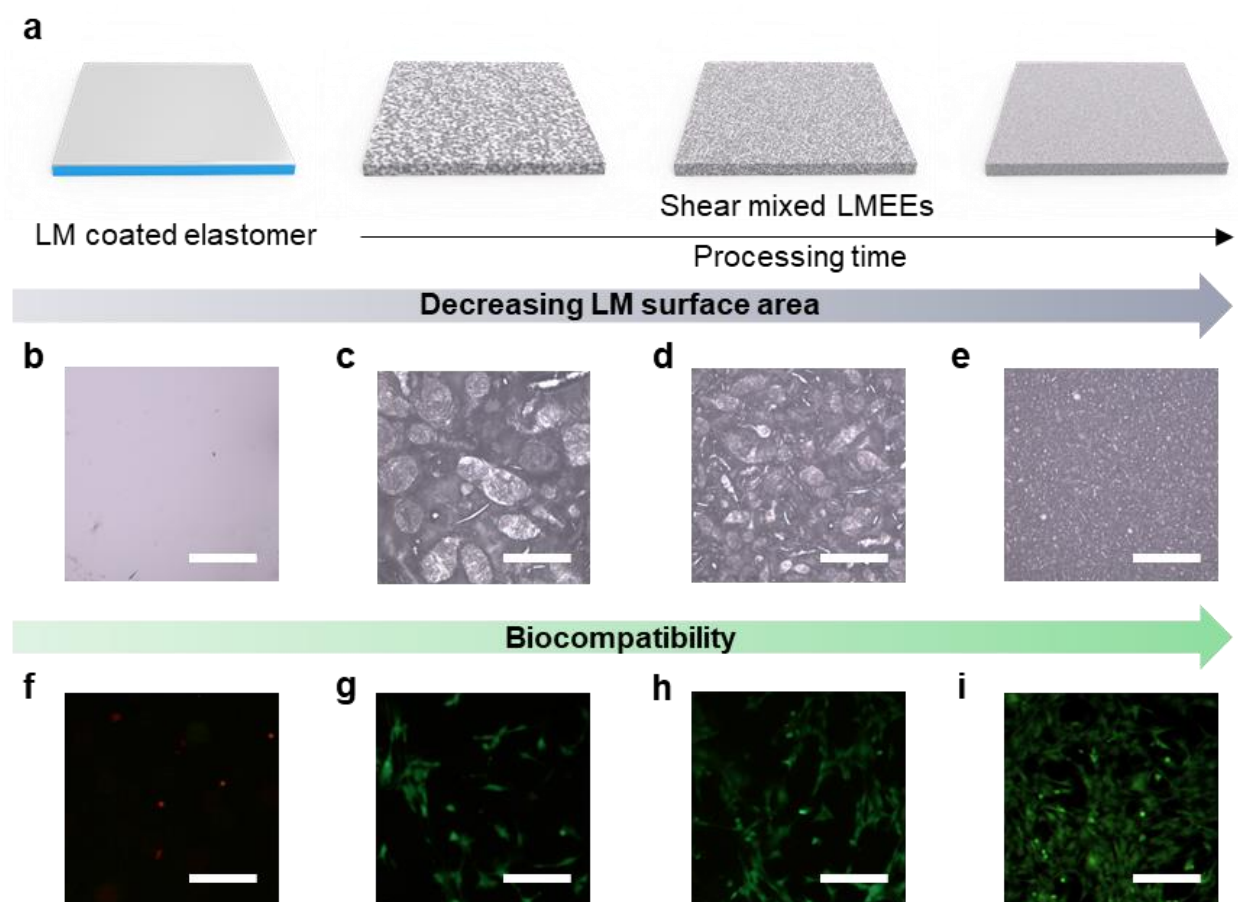 a
LM coated elastomer
Shear mixed LMEEs
Processing time
Decreasing LM surface area
b
c
d
e
Biocompatibility
f
g
h
i